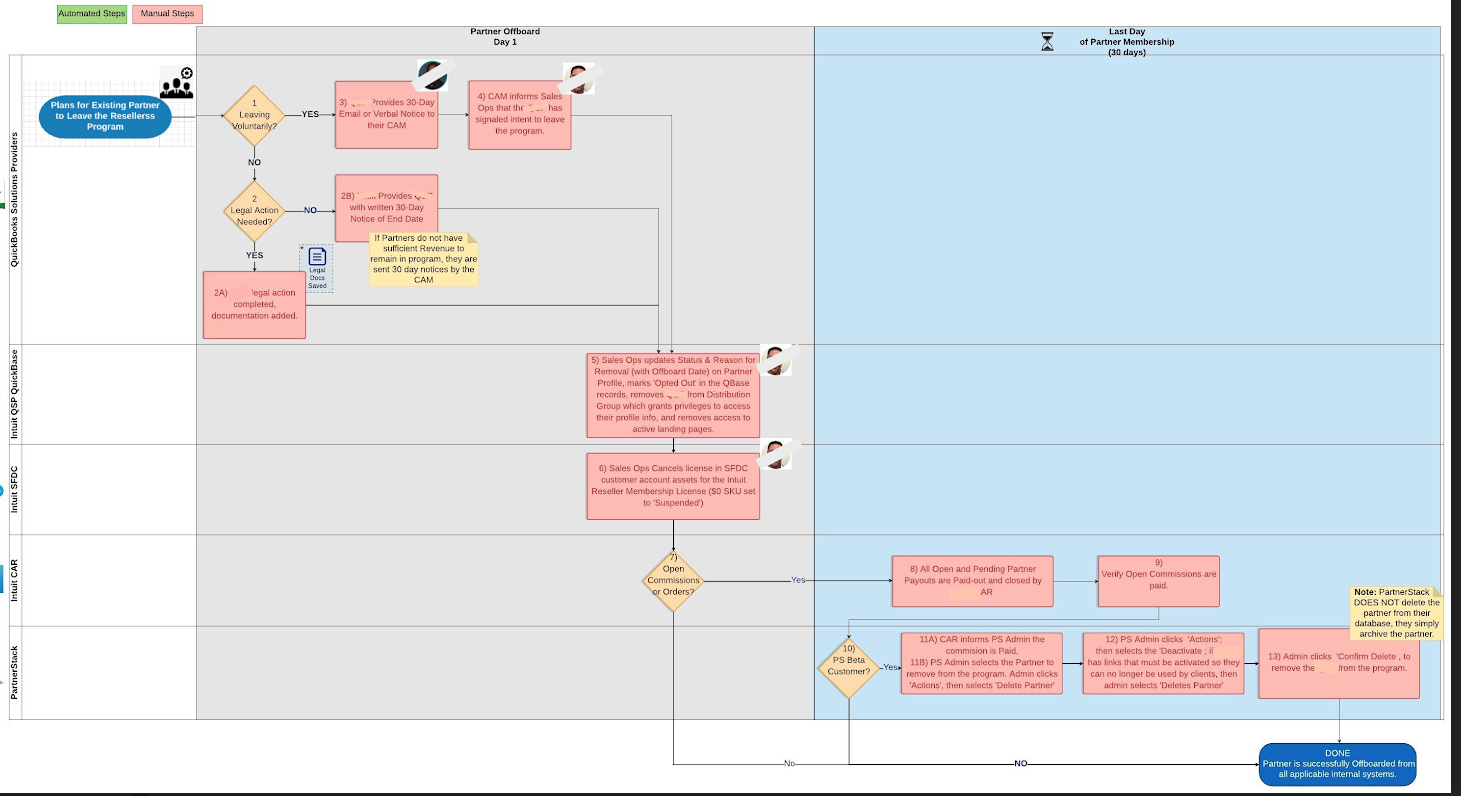 Automated Steps
Manual Steps
Partner Offboard
Day 1
Last Day
of Partner Membership
(30 days)
QuickBooks Solutions Providers
Plans for Existing Partner
to Leave the Resellerss
Program
1
Leaving
Voluntarily?
YES
3) Provides 30-Day
Email or Verbal Notice to
their CAM
4) CAM informs Sales
Ops that the has
signaled intent to leave
the program.
NO
2
Legal Action
Needed?
NO
2B) Provides
with written 30-Day
Notice of End Date
If Partners do not have
sufficient Revenue to
remain in program, they are
sent 30 day notices by the
CAM
YES
Legal
Docs
Saved
2A) legal action
completed,
documentation added.
Intuit QSP QuickBase
5) Sales Ops updates Status & Reason for
Removal (with Offboard Date) on Partner
Profile, marks 'Opted Out' in the QBase
records, removes from Distribution
Group which grants privileges to access
their profile info, and removes access to
active landing pages.
Intuit SFDC
6) Sales Ops Cancels license in SFDC
customer account assets for the Intuit
Reseller Membership License ($0 SKU set
to 'Suspended')
Intuit CAR
7)
Open
Commissions
or Orders?
Yes
8) All Open and Pending Partner
Payouts are Paid-out and closed by
AR
9)
Verify Open Commissions are
paid.
Note: PartnerStack
DOES NOT delete the
partner from their
database, they simply
archive the partner.
PartnerStack
10)
PS Beta
Customer?
Yes
11A) CAR informs PS Admin the
commision is Paid,
11B) PS Admin selects the Partner to
remove from the program. Admin clicks
'Actions', then selects 'Delete Partner'
12) PS Admin clicks 'Actions';
then selects the 'Deactivate ; if
has links that must be activated so they
can no longer be used by clients, then
admin selects 'Deletes Partner'
13) Admin clicks 'Confirm Delete , to
remove the from the program.
No
NO
DONE
Partner is successfully Offboarded from
all applicable internal systems.